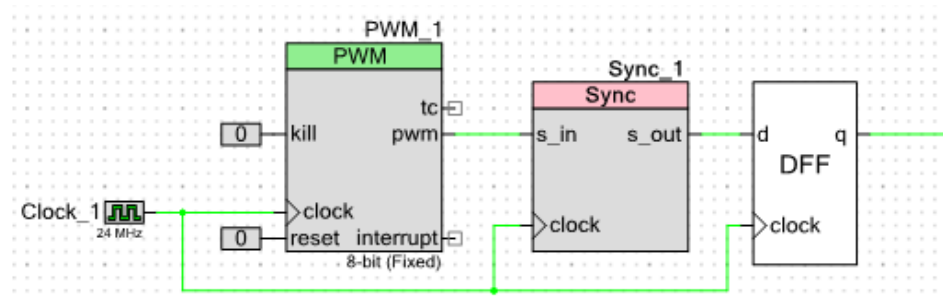 PWM_1
PWM
tc
0 kill pwm
Clock_1
24 MHz
clock
0 reset interrupt
8-bit (Fixed)
Sync_1
Sync
s_in s_out
clock
d q
DFF
clock